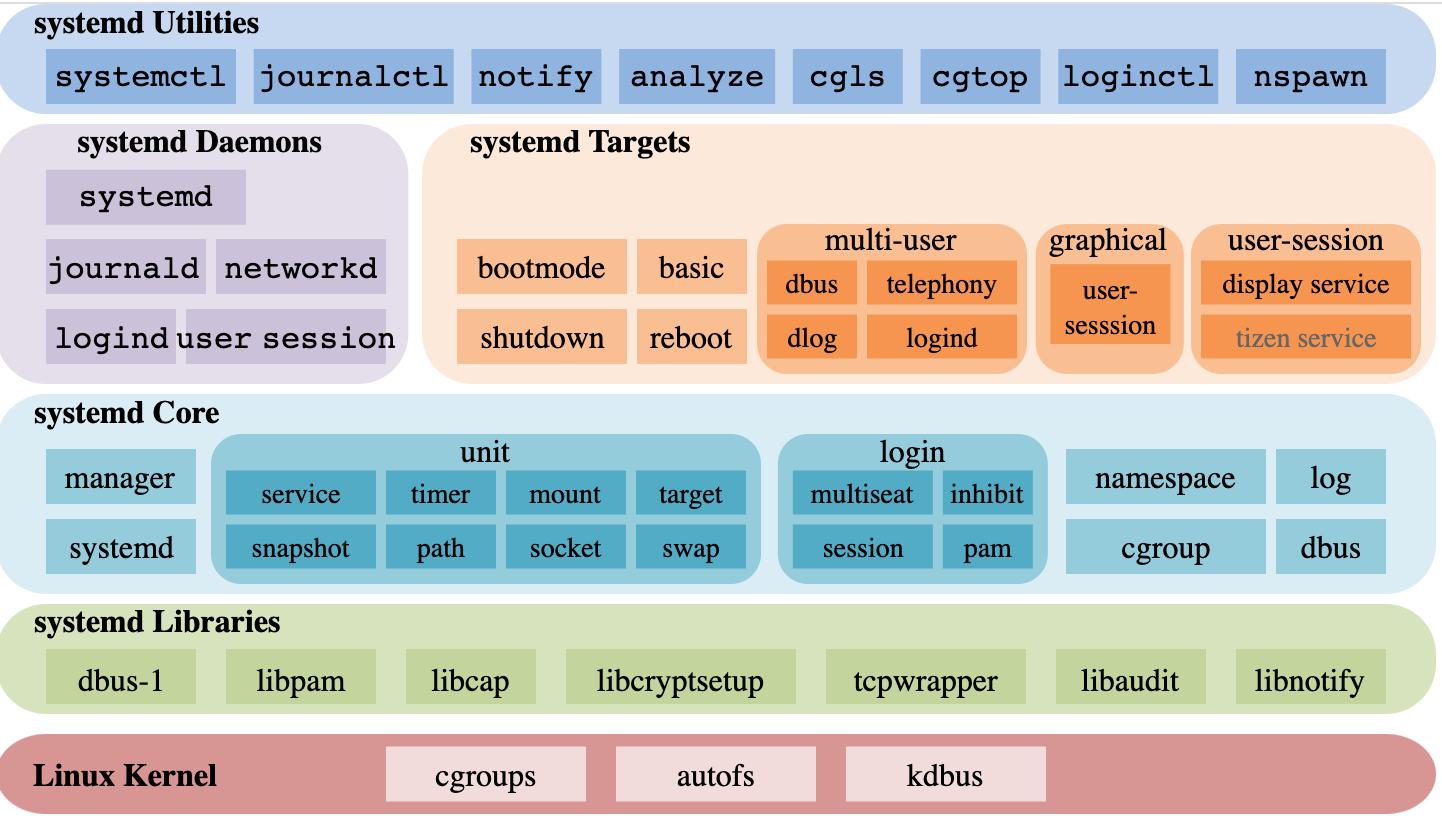 systemd Utilities
systemctl journalctl notify analyze cgls cgtop loginctl nspawn
systemd Daemons
systemd
journald networkd
logind user session
systemd Targets
bootmode basic
shutdown reboot
multi-user
dbus telephony
dlog logind
graphical
user-
sesssion
user-session
display service
tizen service
systemd Core
manager
systemd
unit
service timer mount target
snapshot path socket swap
login
multiseat inhibit
session pam
namespace log
cgroup dbus
systemd Libraries
dbus-1 libpam libcap libcryptsetup tcpwrapper libaudit libnotify
Linux Kernel cgroups autofs kdbus